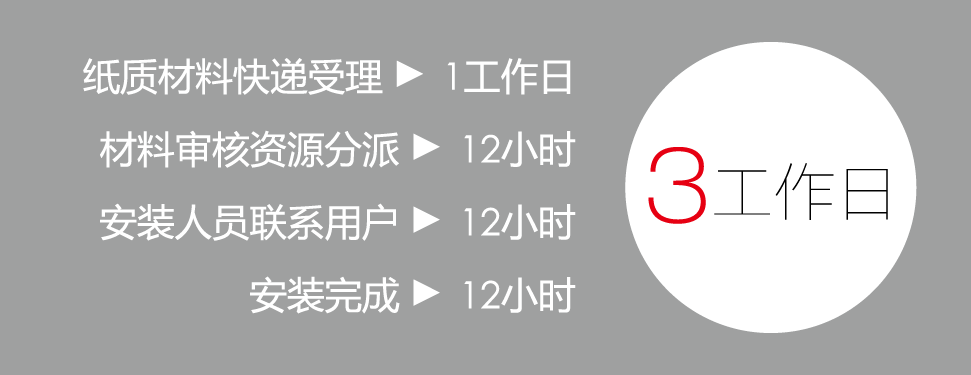 纸质材料快递受理 ▶ 1工作日
材料审核资源分派 ▶ 12小时
安装人员联系用户 ▶ 12小时
安装完成 ▶ 12小时
3工作日